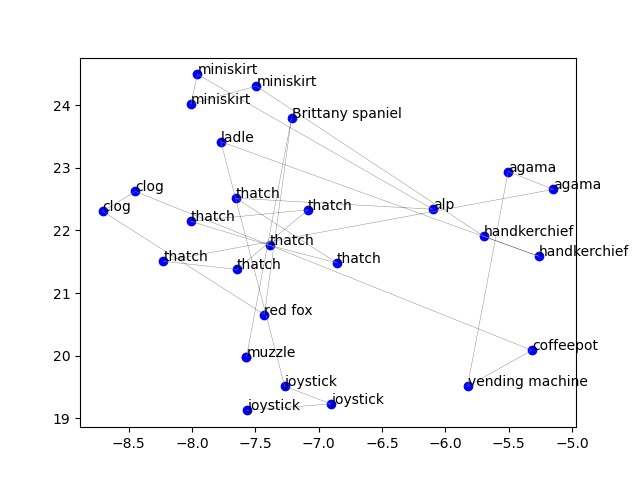 miniskirt
miniskirt
miniskirt
Brittany spaniel
ladle
agama
agama
clog
clog
thatch
thatch
thatch
alp
handkerchief
thatch
handkerchief
thatch
thatch
thatch
red fox
coffeepot
muzzle
vending machine
joystick
joystick
joystick
24
23
22
21
20
19
−8.5
−8.0
−7.5
−7.0
−6.5
−6.0
−5.5
−5.0